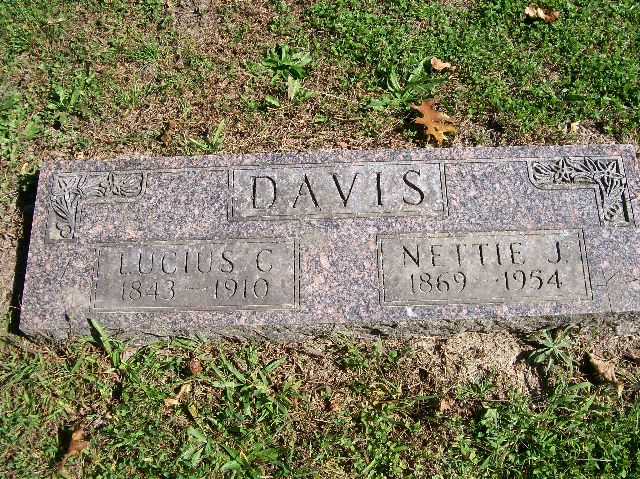 DAVIS
LUCIUS C
1843 — 1910
NETTIE J.
1869 — 1954